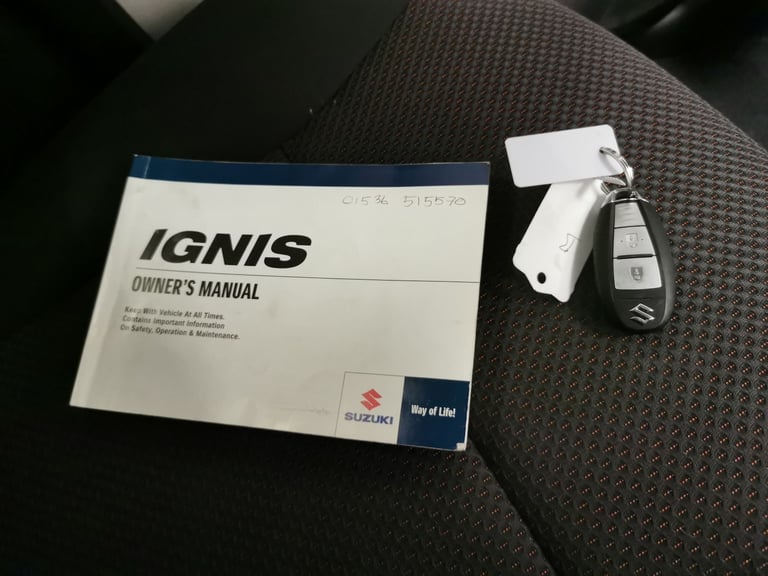 01536 515570
IGNIS
OWNER'S MANUAL
Keep With Vehicle At All Times.
Contains Important Information
On Safety, Operation & Maintenance.
SUZUKI
Way of Life!